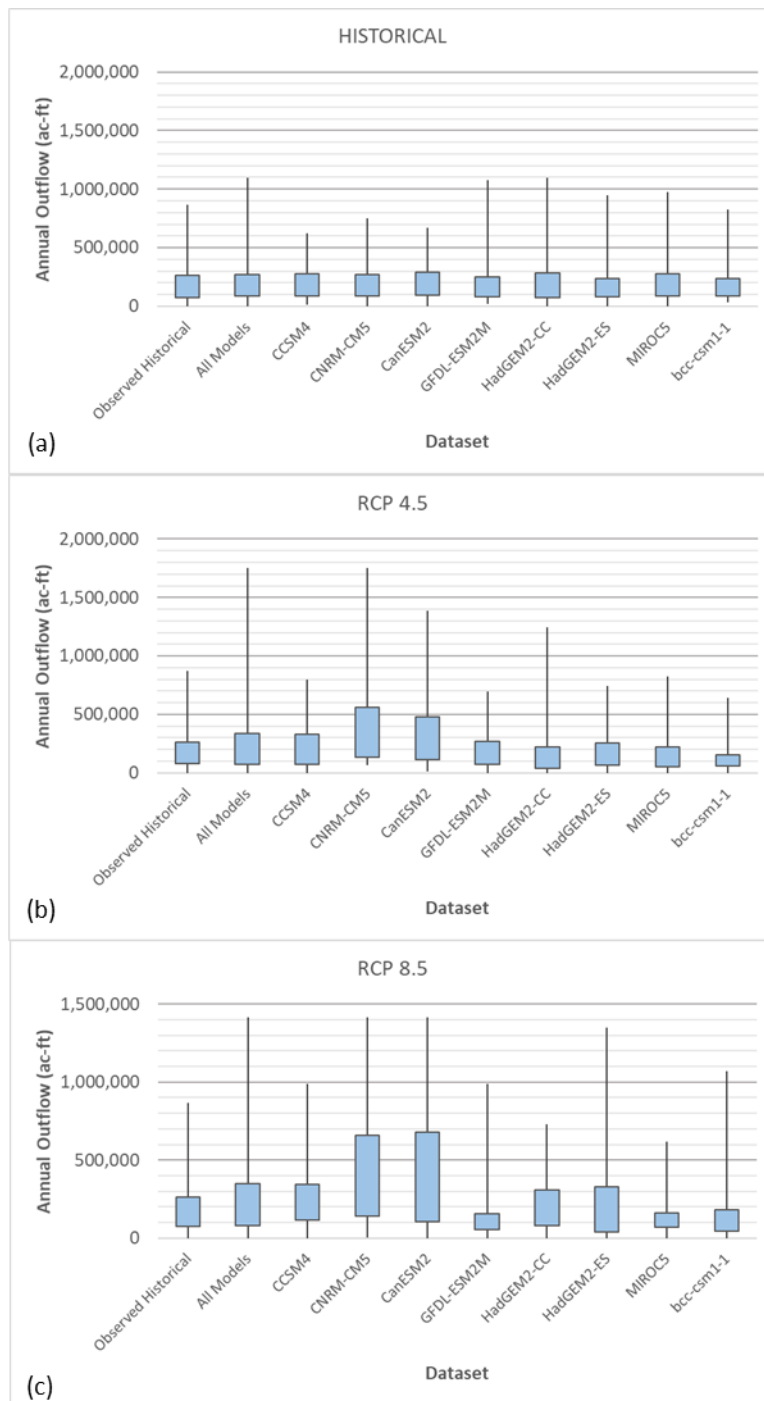 HISTORICAL
2,000,000
1,500,000
1,000,000
500,000
0
Annual Outflow (ac-ft)
Observed Historical
All Models
CCSM4
CNRM-CM5
CanESM2
GFDL-ESM2M
HadGEM2-CC
HadGEM2-ES
MIROC5
bcc-csm1-1
Dataset
(a)
RCP 4.5
2,000,000
1,500,000
1,000,000
500,000
0
Annual Outflow (ac-ft)
Observed Historical
All Models
CCSM4
CNRM-CM5
CanESM2
GFDL-ESM2M
HadGEM2-CC
HadGEM2-ES
MIROC5
bcc-csm1-1
Dataset
(b)
RCP 8.5
1,500,000
1,000,000
500,000
0
Annual Outflow (ac-ft)
Observed Historical
All Models
CCSM4
CNRM-CM5
CanESM2
GFDL-ESM2M
HadGEM2-CC
HadGEM2-ES
MIROC5
bcc-csm1-1
Dataset
(c)